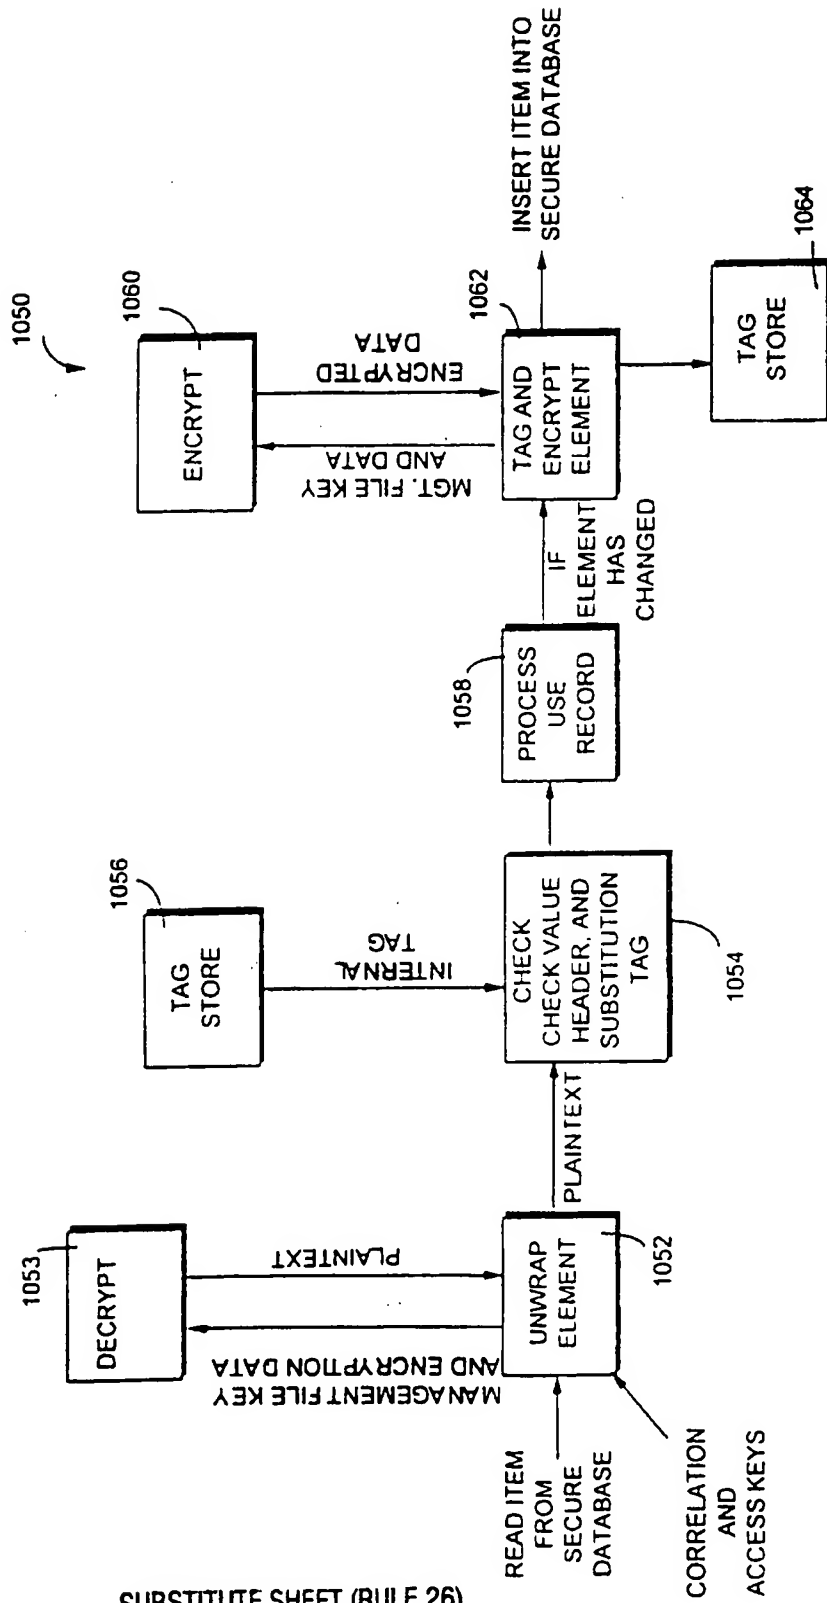 1050
1053
DECRYPT
MANAGEMENT FILE KEY
AND ENCRYPTION DATA
PLAINTEXT
READ ITEM
FROM
SECURE
DATABASE
CORRELATION
AND
ACCESS KEYS
UNWRAP
ELEMENT
1052
PLAINTEXT
1056
TAG
STORE
INTERNAL
TAG
CHECK
CHECK VALUE
HEADER, AND
SUBSTITUTION
TAG
1054
1058
PROCESS
USE
RECORD
IF
ELEMENT
HAS
CHANGED
1060
ENCRYPT
MGT. FILE KEY
AND DATA
ENCRYPTED
DATA
1062
TAG AND
ENCRYPT
ELEMENT
INSERT ITEM INTO
SECURE DATABASE
TAG
STORE
1064
SUBSTITUTE SHEET (RULE 26)